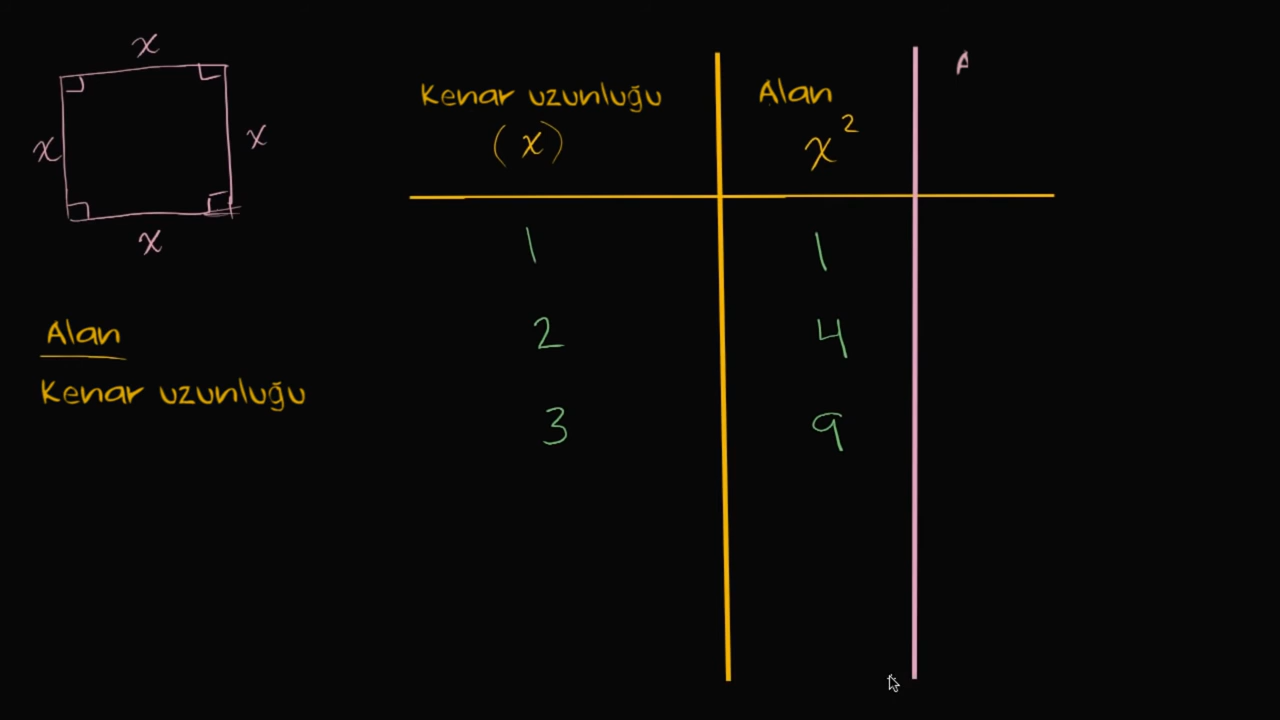 x
x
x
x
Alan
Kenar uzunluğu
Kenar uzunluğu
(x)
Alan
x²
A
1
1
2
4
3
9